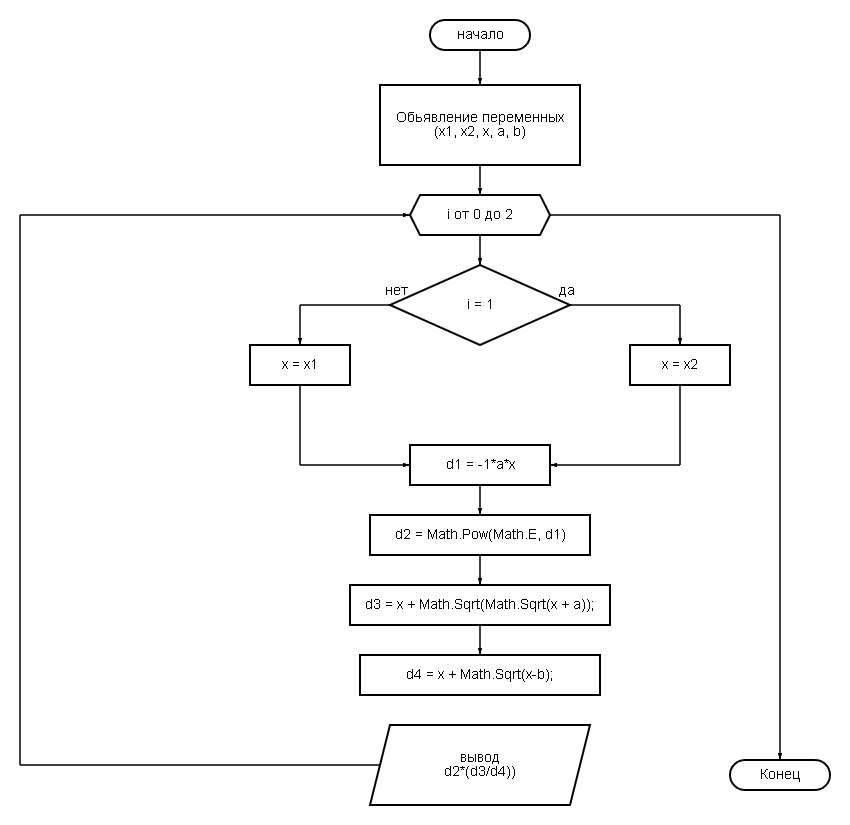 начало
Обьявление переменных
(x1, x2, x, a, b)
i от 0 до 2
нет
i = 1
да
x = x1
x = x2
d1 = -1*a*x
d2 = Math.Pow(Math.E, d1)
d3 = x + Math.Sqrt(Math.Sqrt(x + a));
d4 = x + Math.Sqrt(x-b);
вывод
d2*(d3/d4))
Конец